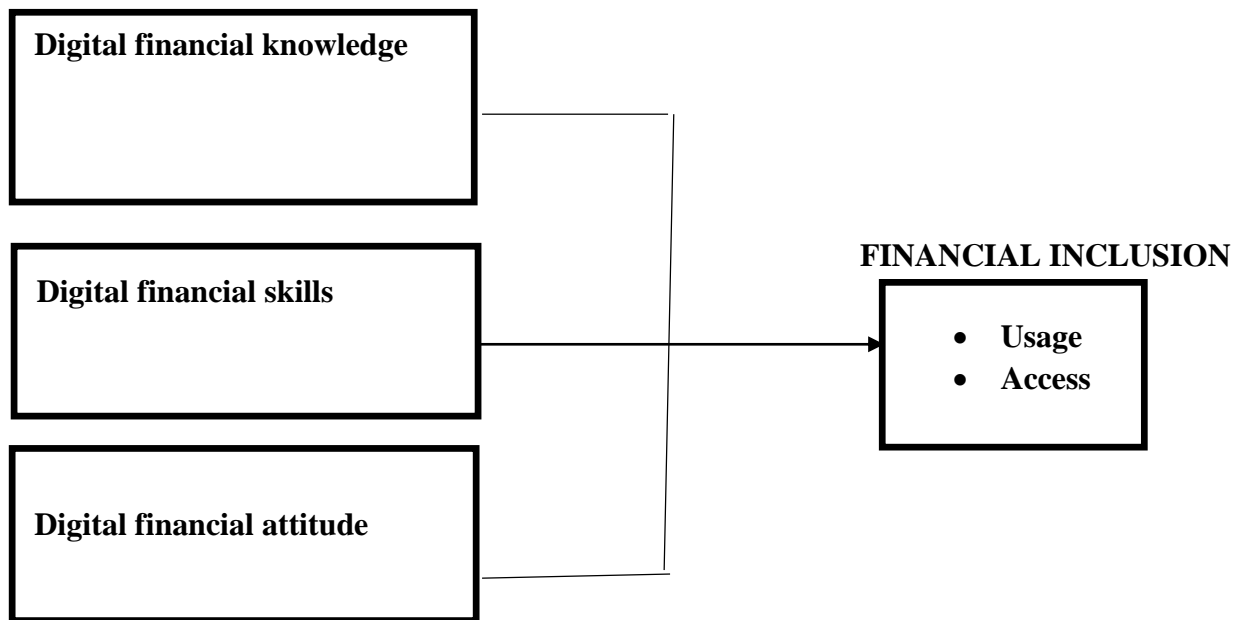 Digital financial knowledge
Digital financial skills
FINANCIAL INCLUSION
• Usage
• Access
Digital financial attitude